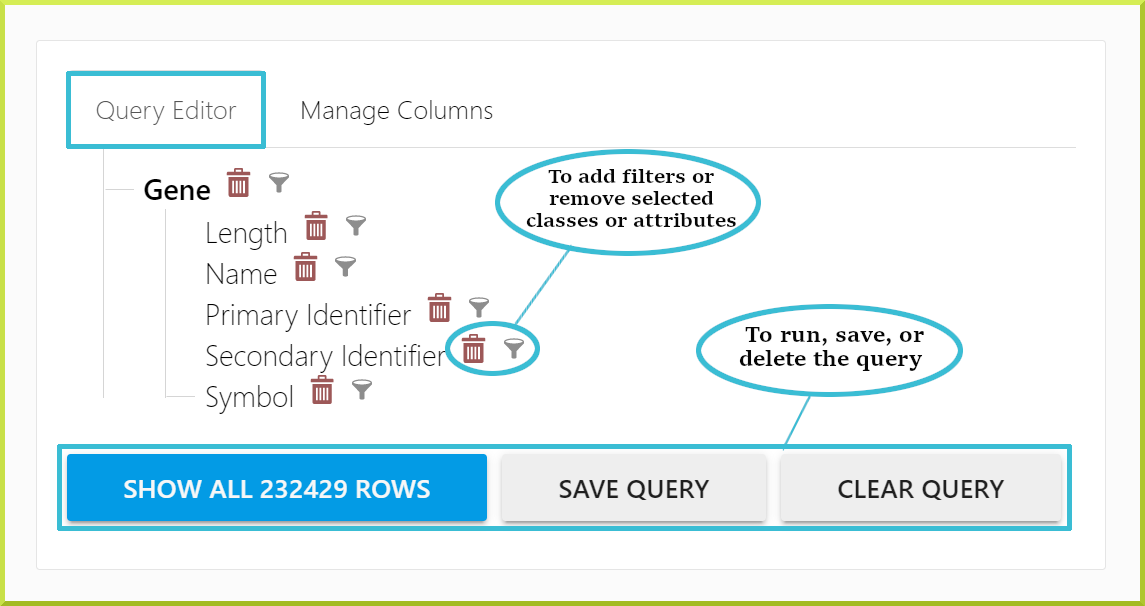 Query Editor
Manage Columns
To add filters or
remove selected
classes or attributes
Gene
Length
Name
Primary Identifier
Secondary Identifier
Symbol
To run, save, or
delete the query
SHOW ALL 232429 ROWS
SAVE QUERY
CLEAR QUERY